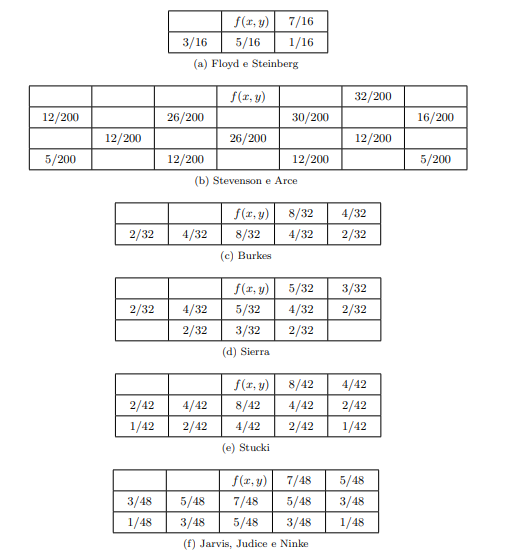 f(x, y) 7/16
3/16 5/16 1/16
(a) Floyd e Steinberg
f(x, y) 32/200
12/200 26/200 30/200 16/200
12/200 26/200 12/200
5/200 12/200 12/200 5/200
(b) Stevenson e Arce
f(x, y) 8/32 4/32
2/32 4/32 8/32 4/32 2/32
(c) Burkes
f(x, y) 5/32 3/32
2/32 4/32 5/32 4/32 2/32
2/32 3/32 2/32
(d) Sierra
f(x, y) 8/42 4/42
2/42 4/42 8/42 4/42 2/42
1/42 2/42 4/42 2/42 1/42
(e) Stucki
f(x, y) 7/48 5/48
3/48 5/48 7/48 5/48 3/48
1/48 3/48 5/48 3/48 1/48
(f) Jarvis, Judice e Ninke